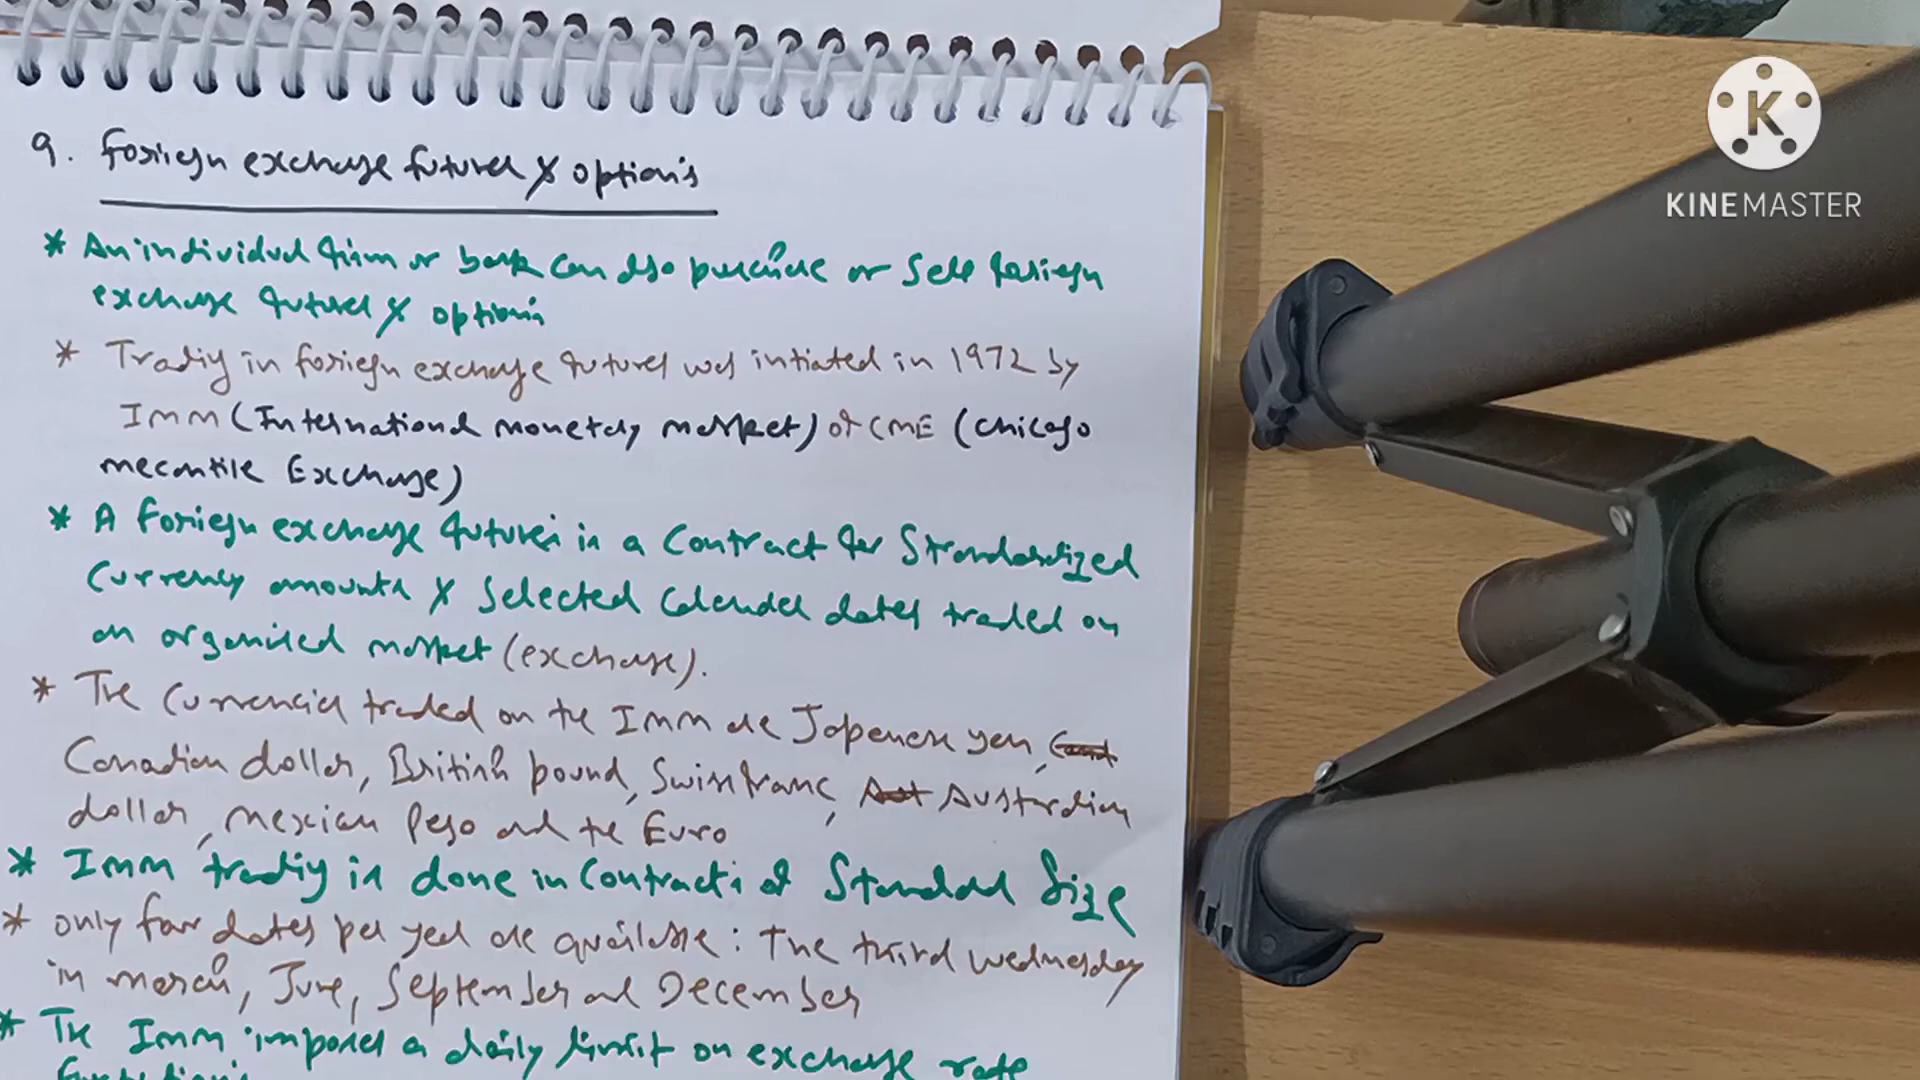 9. Foriegn exchange futures & options
* An individual firm or bank can also purchase or sell foriegn
exchange futures & options
* Trading in foriegn exchange futures was intiated in 1972 by
Imm (International monetary market) of CME (chicago
mecantile Exchange)
* A foriegn exchange futures is a contract for Standardized
currency amounts & selected calender dates traded on
an organised market (exchange).
* The currencies traded on the Imm are Japenese yen,
Canadian dollar, British pound, Swiss franc, Australian
dollar, mexican Peso and the Euro
* Imm trading is done in contracts of Standard Size
* only four dates per year are available: The third wednesday
in march, June, September and December
* The Imm imposes a daily limit on exchange rate
K
KINEMASTER